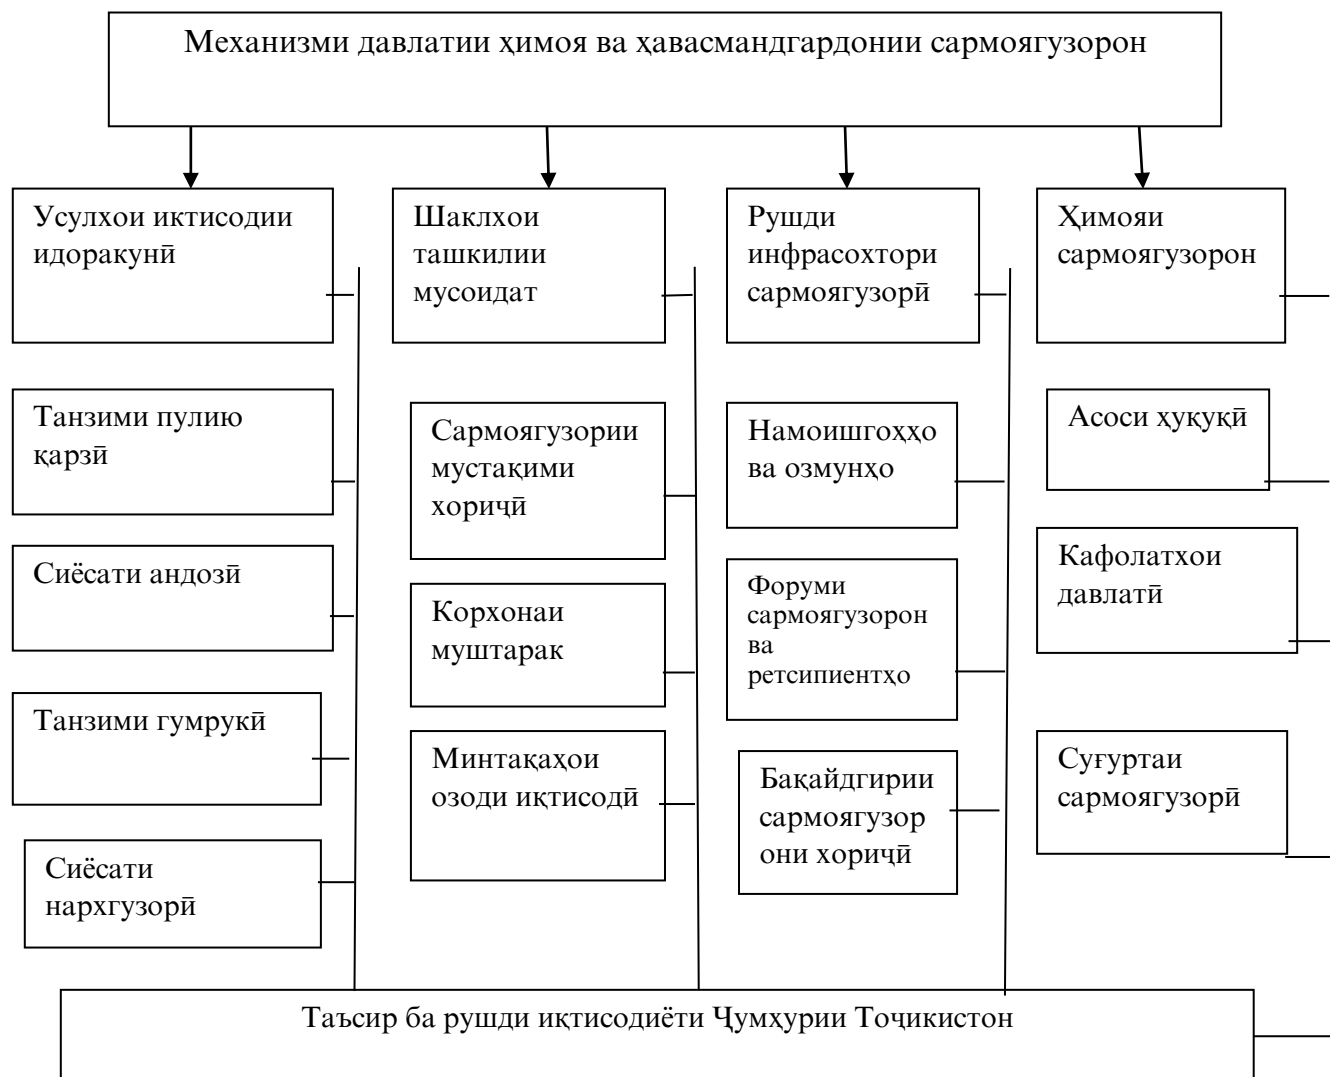 Механизми давлатии ҳимоя ва ҳавасмандгардонии сармоягузорон
Усулхои иктисодии
идоракунӣ
Танзими пулию
қарзӣ
Сиёсати андозӣ
Танзими гумрукӣ
Сиёсати
нархгузорӣ
Шаклхои
ташкилии
мусоидат
Сармоягузории
мустақими
хориҷӣ
Корхонаи
муштарак
Минтақаҳои
озоди иқтисодӣ
Рушди
инфрасохтори
сармоягузорӣ
Намоишгоҳҳо
ва озмунҳо
Форуми
сармоягузорон
ва
ретсипиентҳо
Бақайдгирии
сармоягузор
они хориҷӣ
Ҳимояи
сармоягузорон
Асоси ҳуқуқӣ
Кафолатхои
давлатӣ
Суғуртаи
сармоягузорӣ
Таъсир ба рушди иқтисодиёти Ҷумҳурии Тоҷикистон